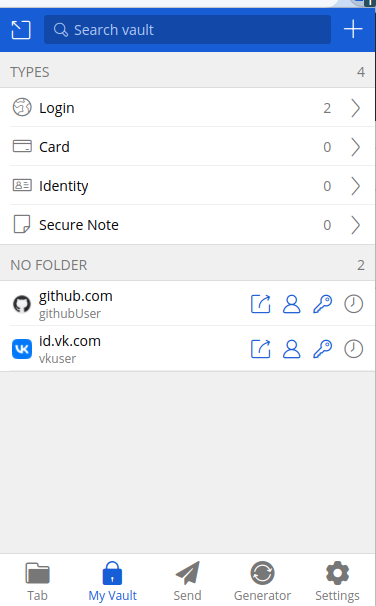 Search vault
TYPES 4
Login 2
Card 0
Identity 0
Secure Note 0
NO FOLDER 2
github.com
githubUser
id.vk.com
vkuser
Tab My Vault Send Generator Settings